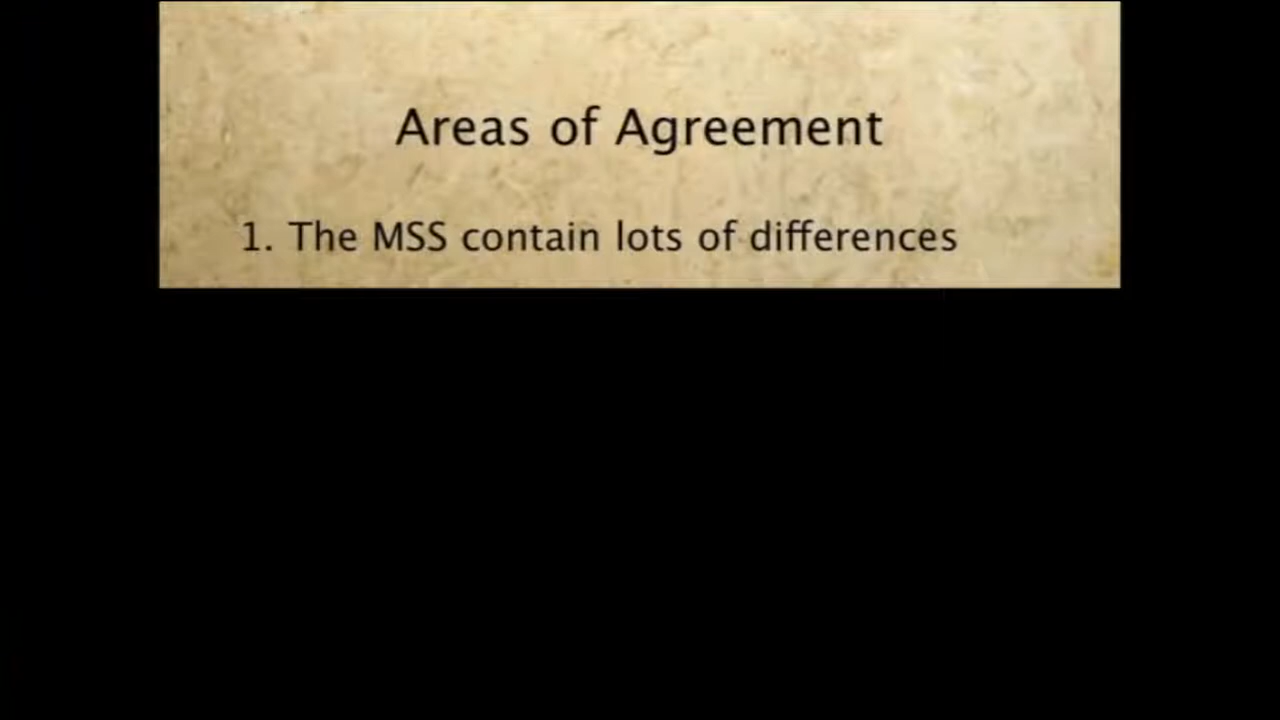 Areas of Agreement
1. The MSS contain lots of differences